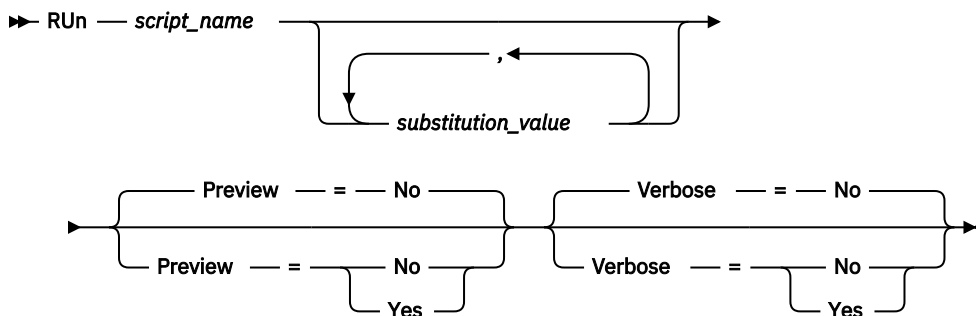 RUn script_name
,
substitution_value
Preview = No Verbose = No
Preview = No Verbose = No
Yes Yes